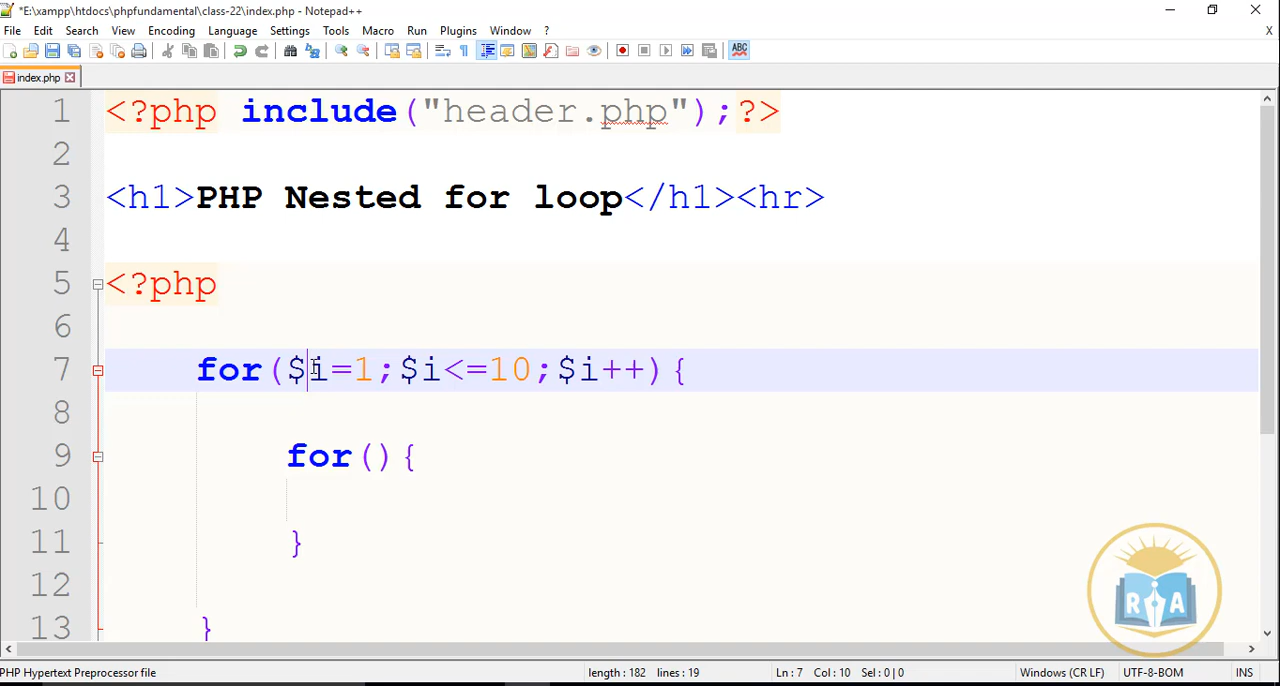 *E:\xampp\htdocs\phpfundamental\class-22\index.php - Notepad++
File Edit Search View Encoding Language Settings Tools Macro Run Plugins Window ? X
ABC
index.php
1 <?php include("header.php");?>
2
3 <h1>PHP Nested for loop</h1><hr>
4
5 <?php
6
7 for($i=1;$i<=10;$i++){
8
9 for(){
10
11 }
12
13 }
R A
PHP Hypertext Preprocessor file length : 182 lines : 19 Ln : 7 Col : 10 Sel : 0 | 0 Windows (CR LF) UTF-8-BOM INS